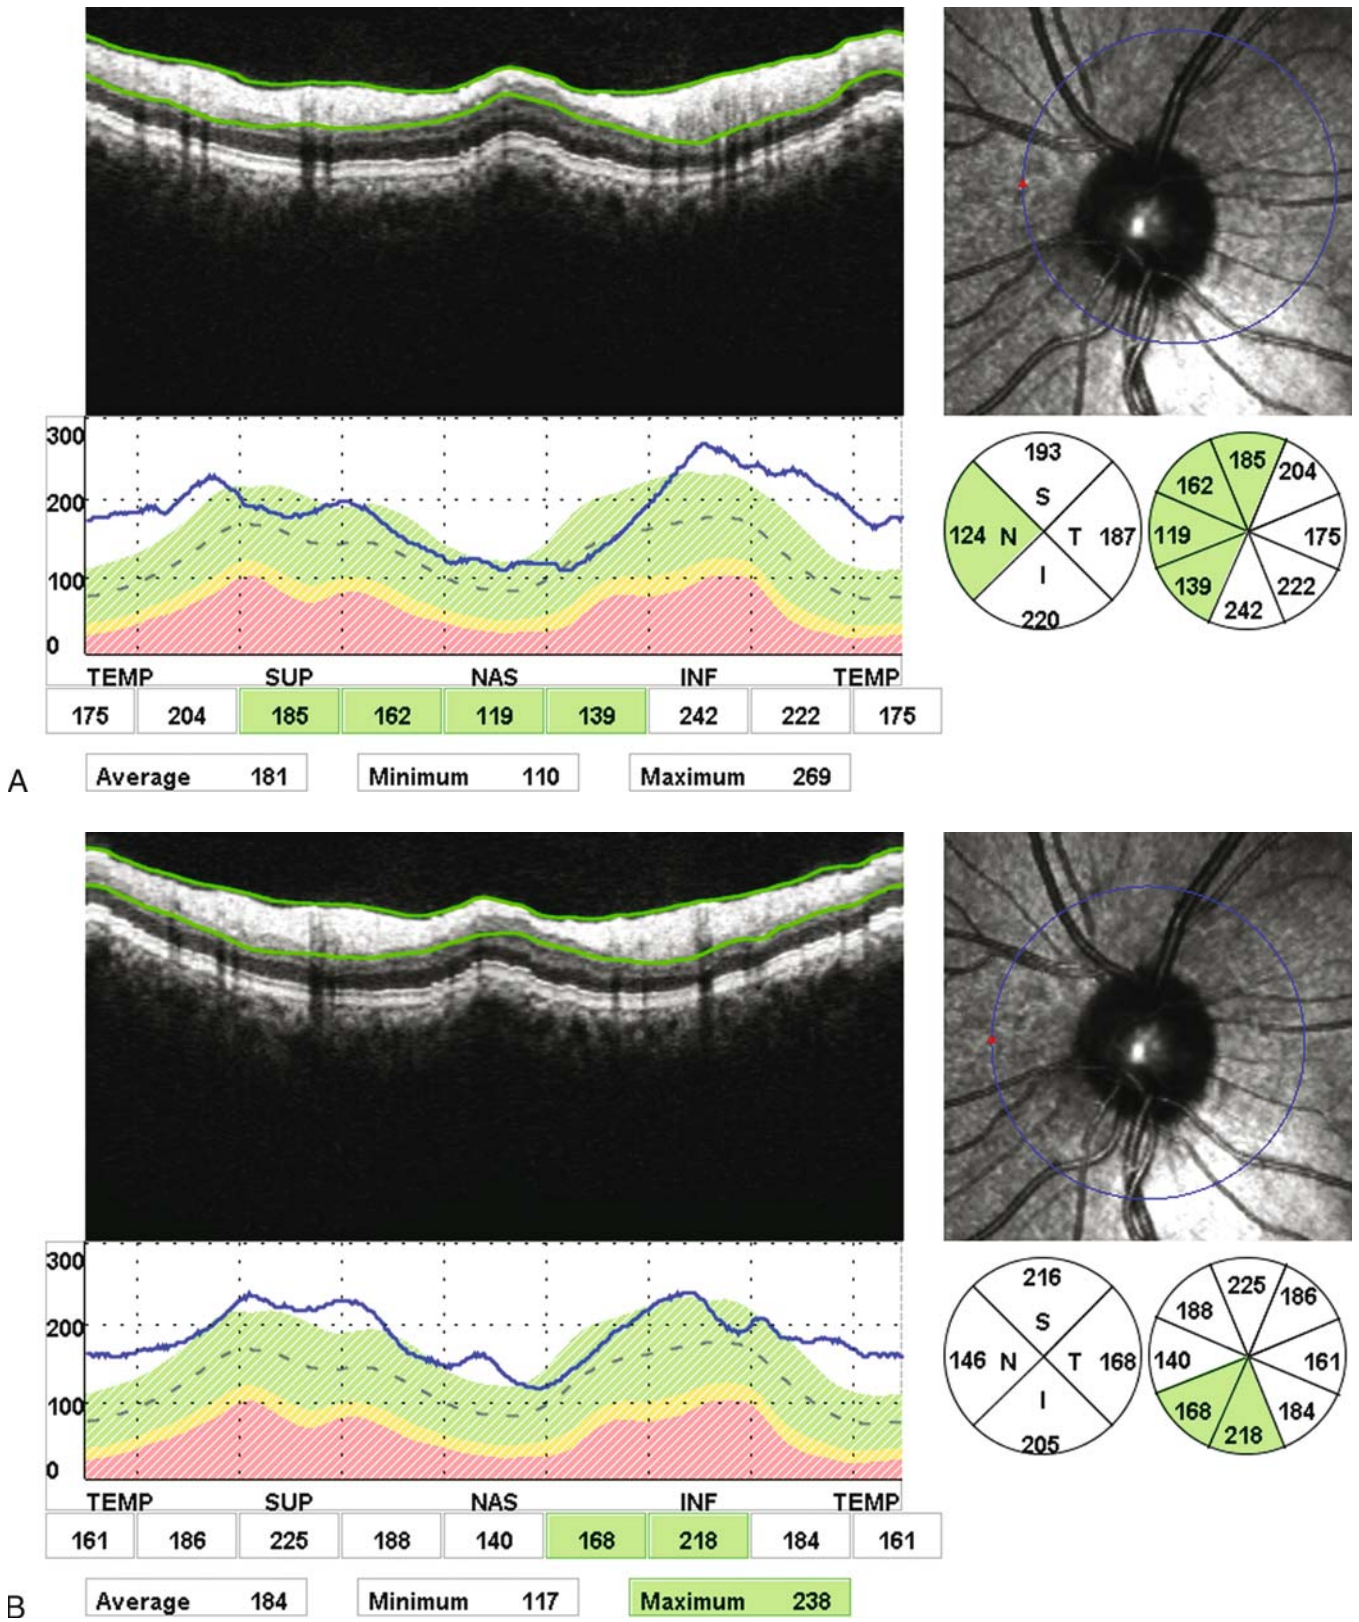 300
200
100
0
TEMP SUP NAS INF TEMP
175 204 185 162 119 139 242 222 175
Average 181 Minimum 110 Maximum 269
193
S
124 N T 187
I
220
185
162 204
119 175
139 222
242
A
300
200
100
0
TEMP SUP NAS INF TEMP
161 186 225 188 140 168 218 184 161
Average 184 Minimum 117 Maximum 238
216
S
146 N T 168
I
205
225
188 186
140 161
168 184
218
B